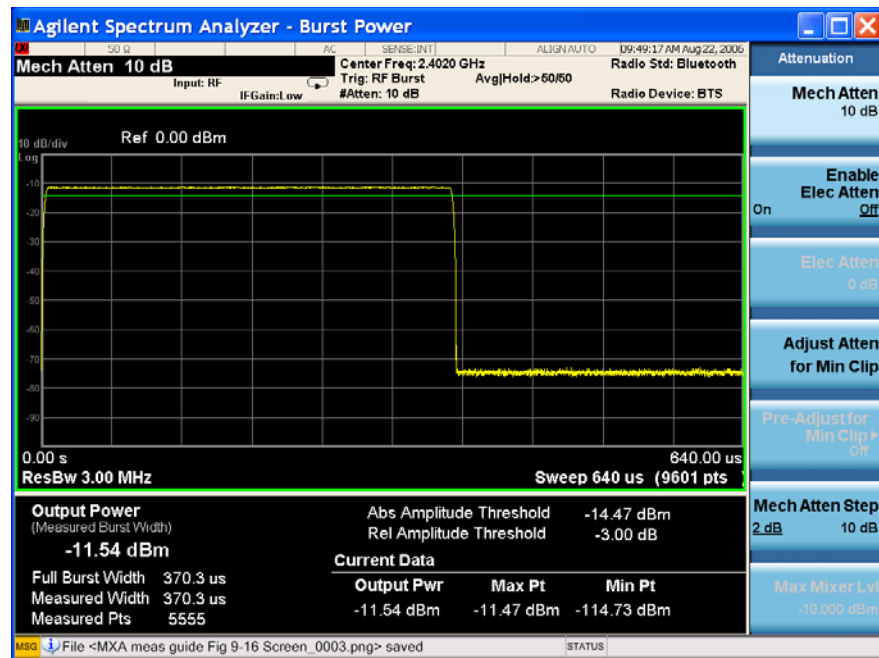 Agilent Spectrum Analyzer - Burst Power
LXI 50 Ω AC SENSE:INT ALIGNAUTO 09:49:17 AM Aug 22, 2006
Mech Atten 10 dB
Input: RF
IFGain:Low
Center Freq: 2.4020 GHz
Trig: RF Burst
#Atten: 10 dB
Avg|Hold:>50/50
Radio Std: Bluetooth
Radio Device: BTS
10 dB/div
Log
Ref 0.00 dBm
-10
-20
-30
-40
-50
-60
-70
-80
-90
0.00 s
640.00 us
ResBw 3.00 MHz
Sweep 640 us (9601 pts )
Output Power
(Measured Burst Width)
-11.54 dBm
Full Burst Width 370.3 us
Measured Width 370.3 us
Measured Pts 5555
Abs Amplitude Threshold -14.47 dBm
Rel Amplitude Threshold -3.00 dB
Current Data
Output Pwr Max Pt Min Pt
-11.54 dBm -11.47 dBm -114.73 dBm
Attenuation
Mech Atten
10 dB
Enable
Elec Atten
On Off
Elec Atten
0 dB
Adjust Atten
for Min Clip
Pre-Adjust for
Min Clip
Off
Mech Atten Step
2 dB 10 dB
Max Mixer Lvl
-10.000 dBm
MSG File <MXA meas guide Fig 9-16 Screen_0003.png> saved
STATUS